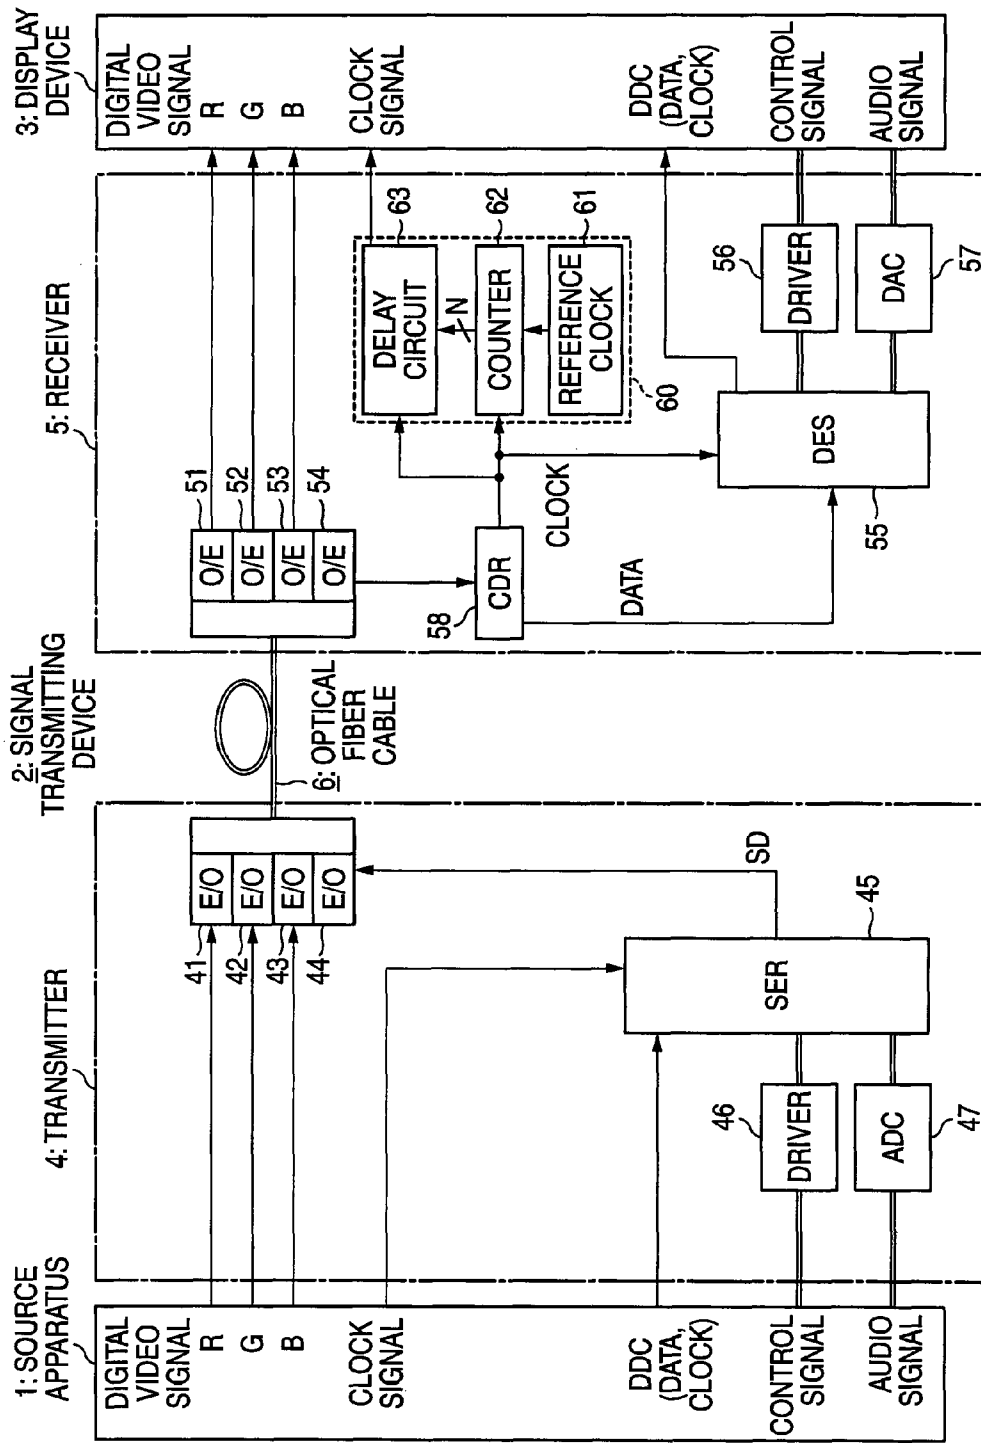 1: SOURCE
APPARATUS
DIGITAL
VIDEO
SIGNAL
R
G
B
CLOCK
SIGNAL
DDC
(DATA,
CLOCK)
CONTROL
SIGNAL
AUDIO
SIGNAL
4: TRANSMITTER
41
E/O
42
E/O
43
E/O
44
E/O
SER
45
SD
46
DRIVER
47
ADC
2: SIGNAL
TRANSMITTING
DEVICE
6: OPTICAL
FIBER
CABLE
5: RECEIVER
O/E
51
O/E
52
O/E
53
O/E
54
58
CDR
CLOCK
DATA
DELAY
CIRCUIT
63
N
COUNTER
62
REFERENCE
CLOCK
61
60
DES
55
56
DRIVER
DAC
57
3: DISPLAY
DEVICE
DIGITAL
VIDEO
SIGNAL
R
G
B
CLOCK
SIGNAL
DDC
(DATA,
CLOCK)
CONTROL
SIGNAL
AUDIO
SIGNAL